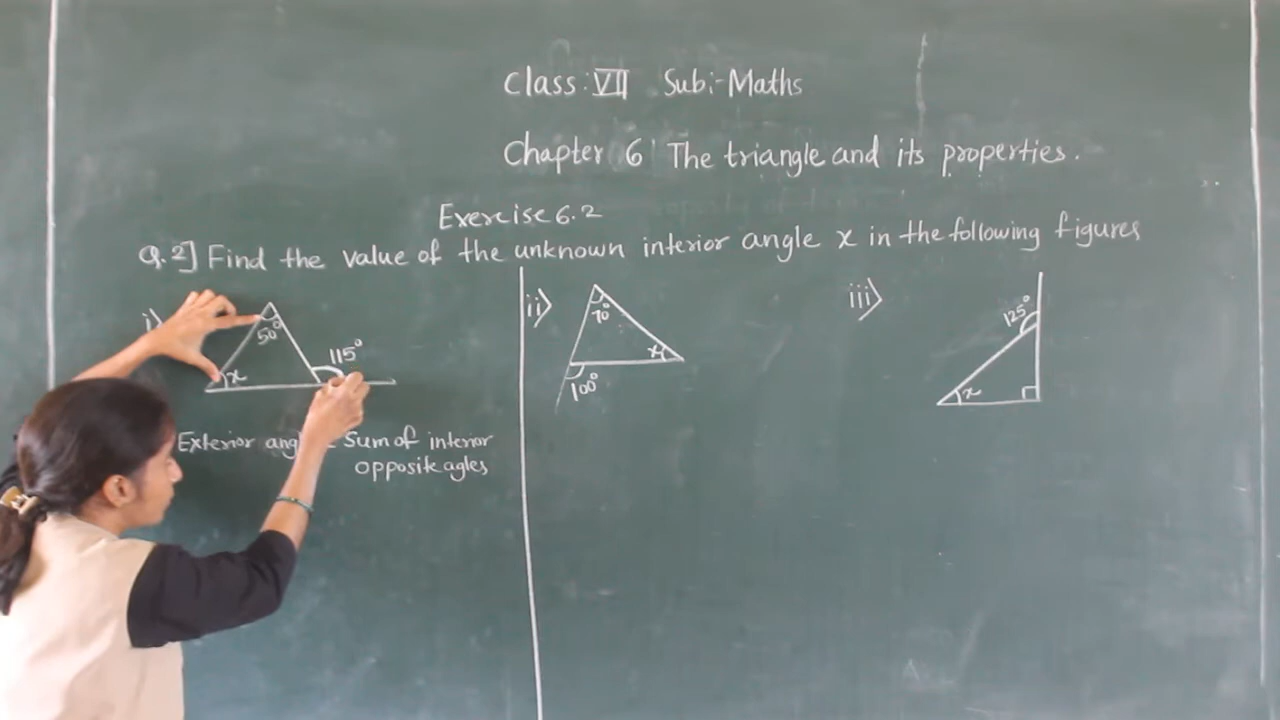 Class:VII Sub:-Maths
Chapter 6 The triangle and its properties.
Exercise 6.2
Q.2] Find the value of the unknown interior angle x in the following figures
i)
50°
x
115°
Exterior angl Sum of interior
opposite agles
ii)
70°
x
100°
iii)
125°
x